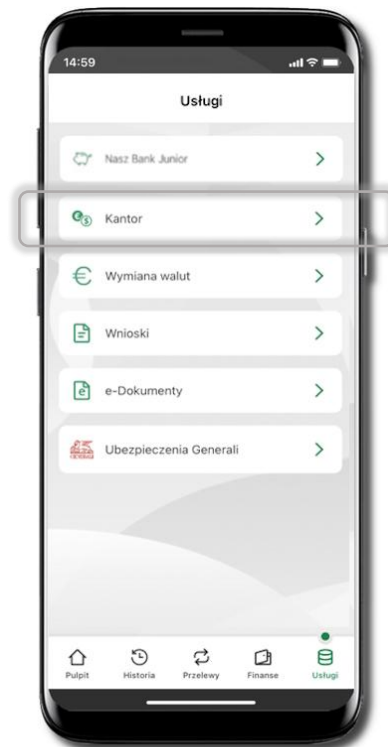 14:59
Usługi
Nasz Bank Junior
Kantor
Wymiana walut
Wnioski
e-Dokumenty
Ubezpieczenia Generali
Pulpit Historia Przelewy Finanse Usługi